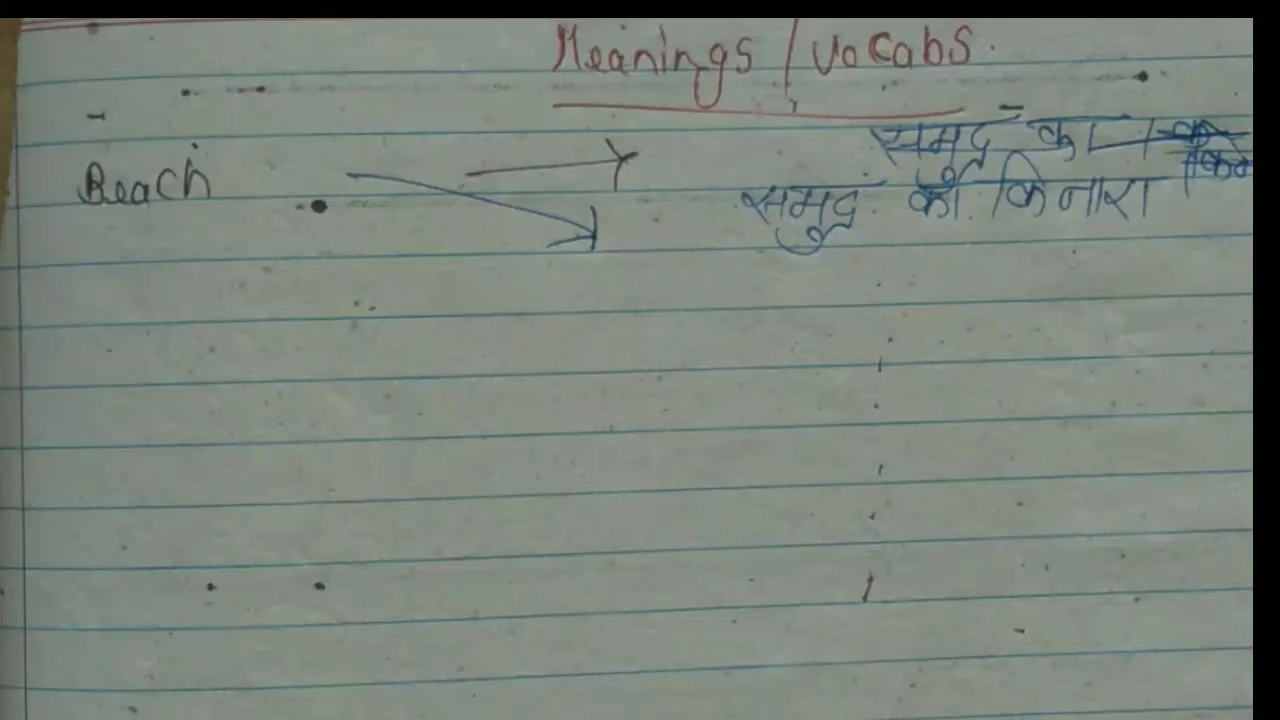 Meanings / Vocabs.
समुद्र का
Beach
समुद्र का किनारा